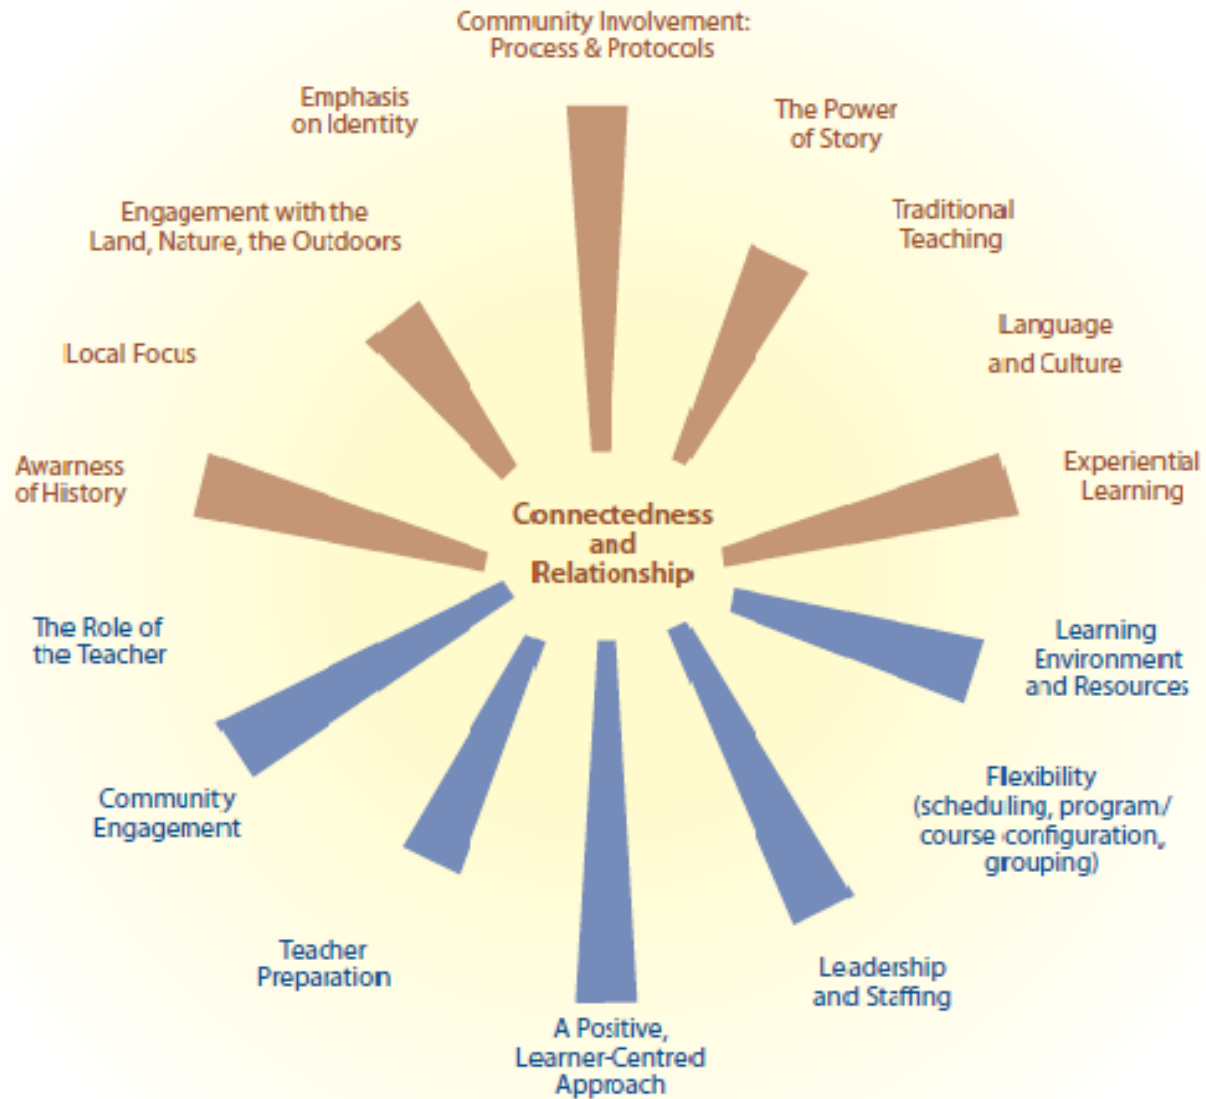 Community Involvement:
Process & Protocols
Emphasis
on Identity
The Power
of Story
Engagement with the
Land, Nature, the Outdoors
Traditional
Teaching
Language
and Culture
Local Focus
Awarness
of History
Experiential
Learning
Connectedness
and
Relationship
The Role of
the Teacher
Learning
Environment
and Resources
Community
Engagement
Flexibility
(scheduling, program/
course configuration,
grouping)
Teacher
Preparation
Leadership
and Staffing
A Positive,
Learner-Centred
Approach